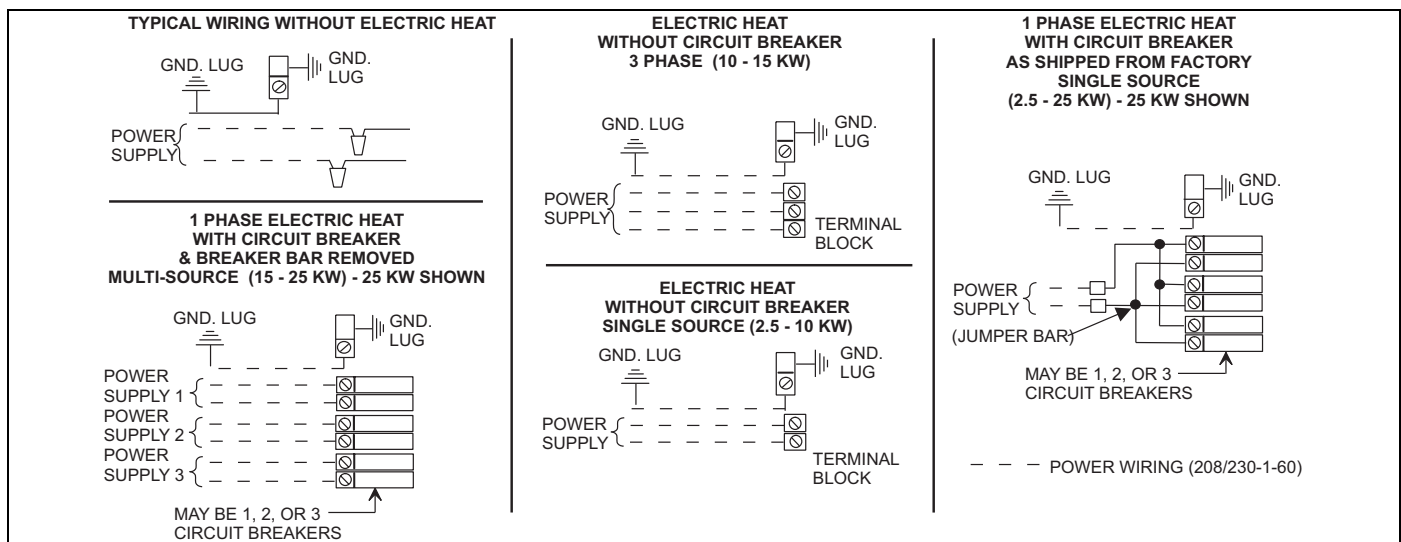 TYPICAL WIRING WITHOUT ELECTRIC HEAT
GND. LUG
GND.
LUG
POWER
SUPPLY
1 PHASE ELECTRIC HEAT
WITH CIRCUIT BREAKER
& BREAKER BAR REMOVED
MULTI-SOURCE (15 - 25 KW) - 25 KW SHOWN
GND. LUG
GND.
LUG
POWER
SUPPLY 1
POWER
SUPPLY 2
POWER
SUPPLY 3
MAY BE 1, 2, OR 3
CIRCUIT BREAKERS
ELECTRIC HEAT
WITHOUT CIRCUIT BREAKER
3 PHASE (10 - 15 KW)
GND. LUG
GND.
LUG
POWER
SUPPLY
TERMINAL
BLOCK
ELECTRIC HEAT
WITHOUT CIRCUIT BREAKER
SINGLE SOURCE (2.5 - 10 KW)
GND. LUG
GND.
LUG
POWER
SUPPLY
TERMINAL
BLOCK
1 PHASE ELECTRIC HEAT
WITH CIRCUIT BREAKER
AS SHIPPED FROM FACTORY
SINGLE SOURCE
(2.5 - 25 KW) - 25 KW SHOWN
GND. LUG
GND.
LUG
POWER
SUPPLY
(JUMPER BAR)
MAY BE 1, 2, OR 3
CIRCUIT BREAKERS
POWER WIRING (208/230-1-60)